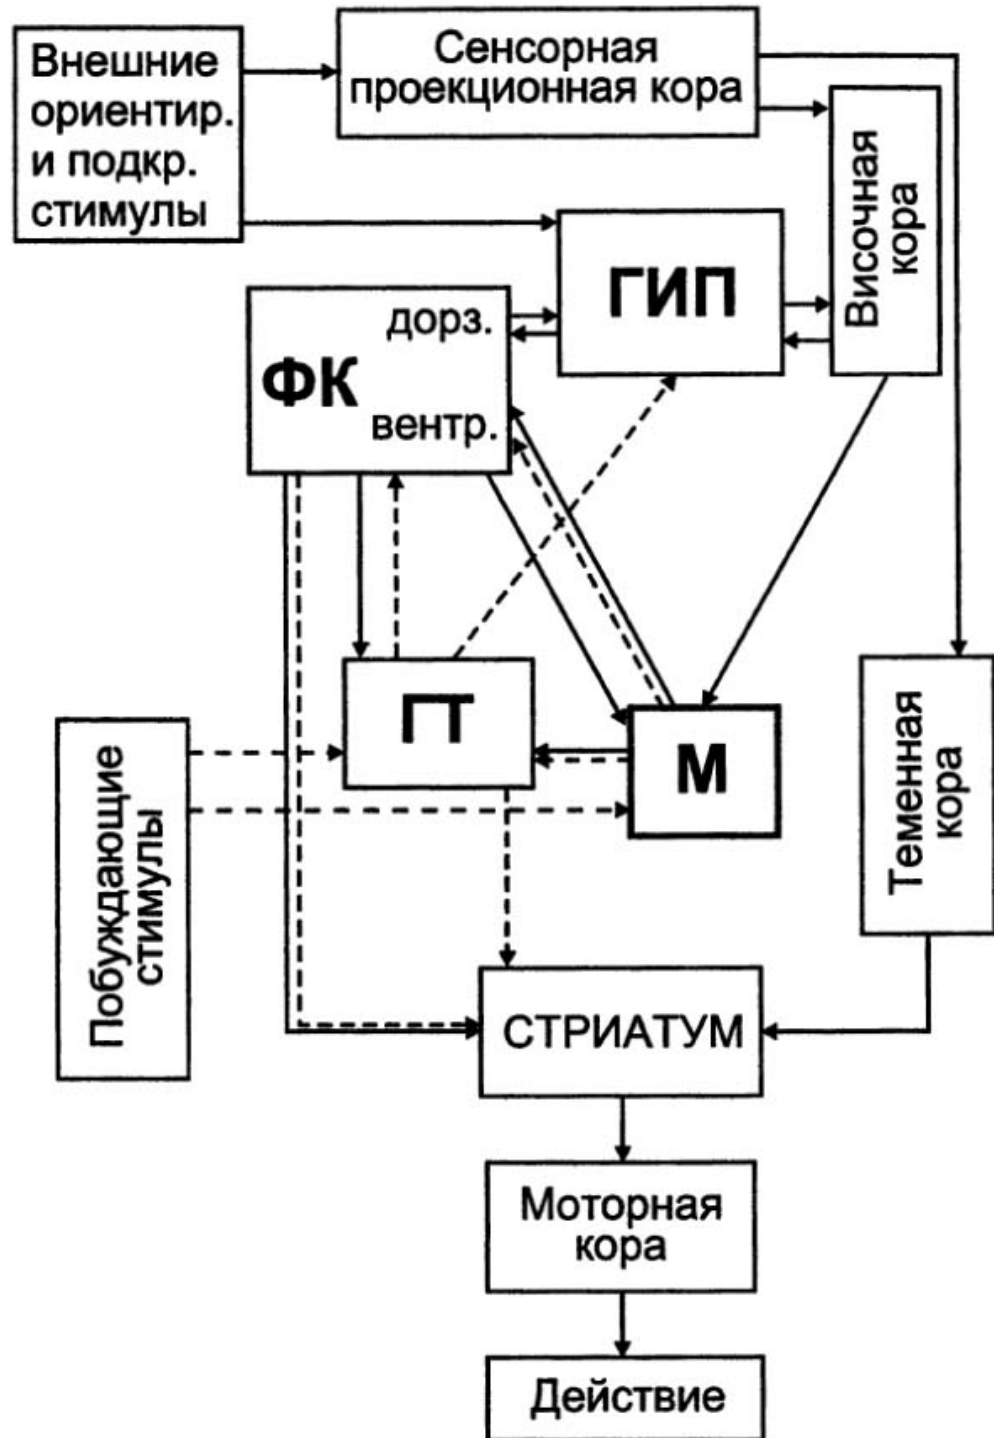 Внешние
ориентир.
и подкр.
стимулы
Сенсорная
проекционная кора
Височная
кора
ГИП
дорз.
ФК
вентр.
ГТ
М
Теменная
кора
Побуждающие
стимулы
СТРИАТУМ
Моторная
кора
Действие